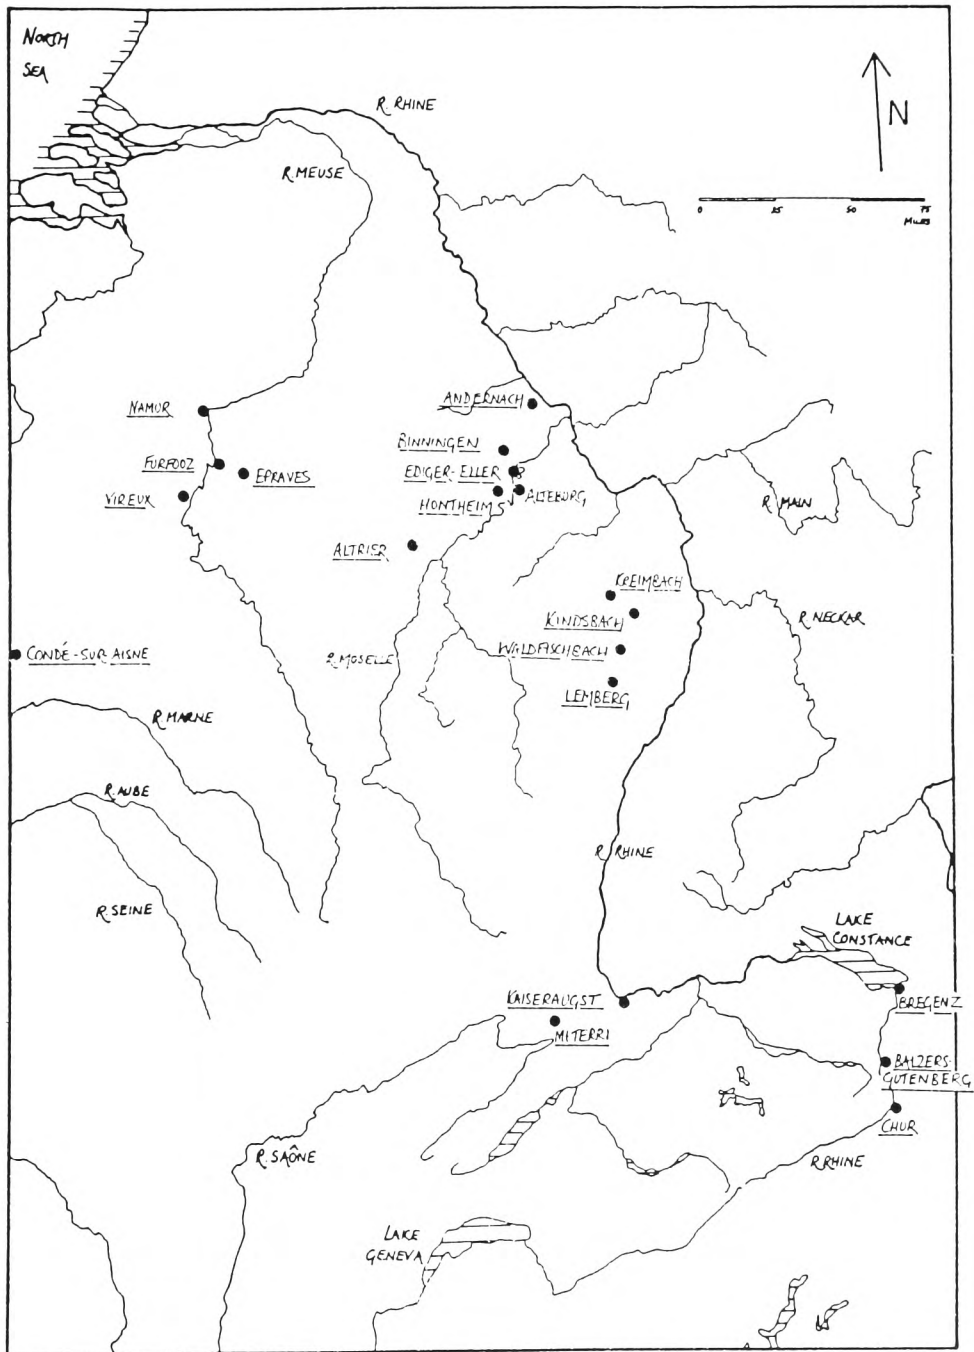 NORTH
SEA
R. RHINE
N
R. MEUSE
0 25 50 75
MILES
NAMUR
ANDERNACH
BINNINGEN
FURFOOZ
EPRAVES
EDIGER-ELLER
VIREUX
HONTHEIM
ALTEBURG
R. MAIN
ALTRIER
KREIMBACH
KINDSBACH
R. NECKAR
CONDÉ-SUR-AISNE
R. MOSELLE
WALDFISCHBACH
LEMBERG
R. MARNE
R. AUBE
R. RHINE
R. SEINE
LAKE
CONSTANCE
KAISERAUGST
BREGENZ
MITERRI
BALZERS-
GUTENBERG
CHUR
R. SAÔNE
R. RHINE
LAKE
GENEVA